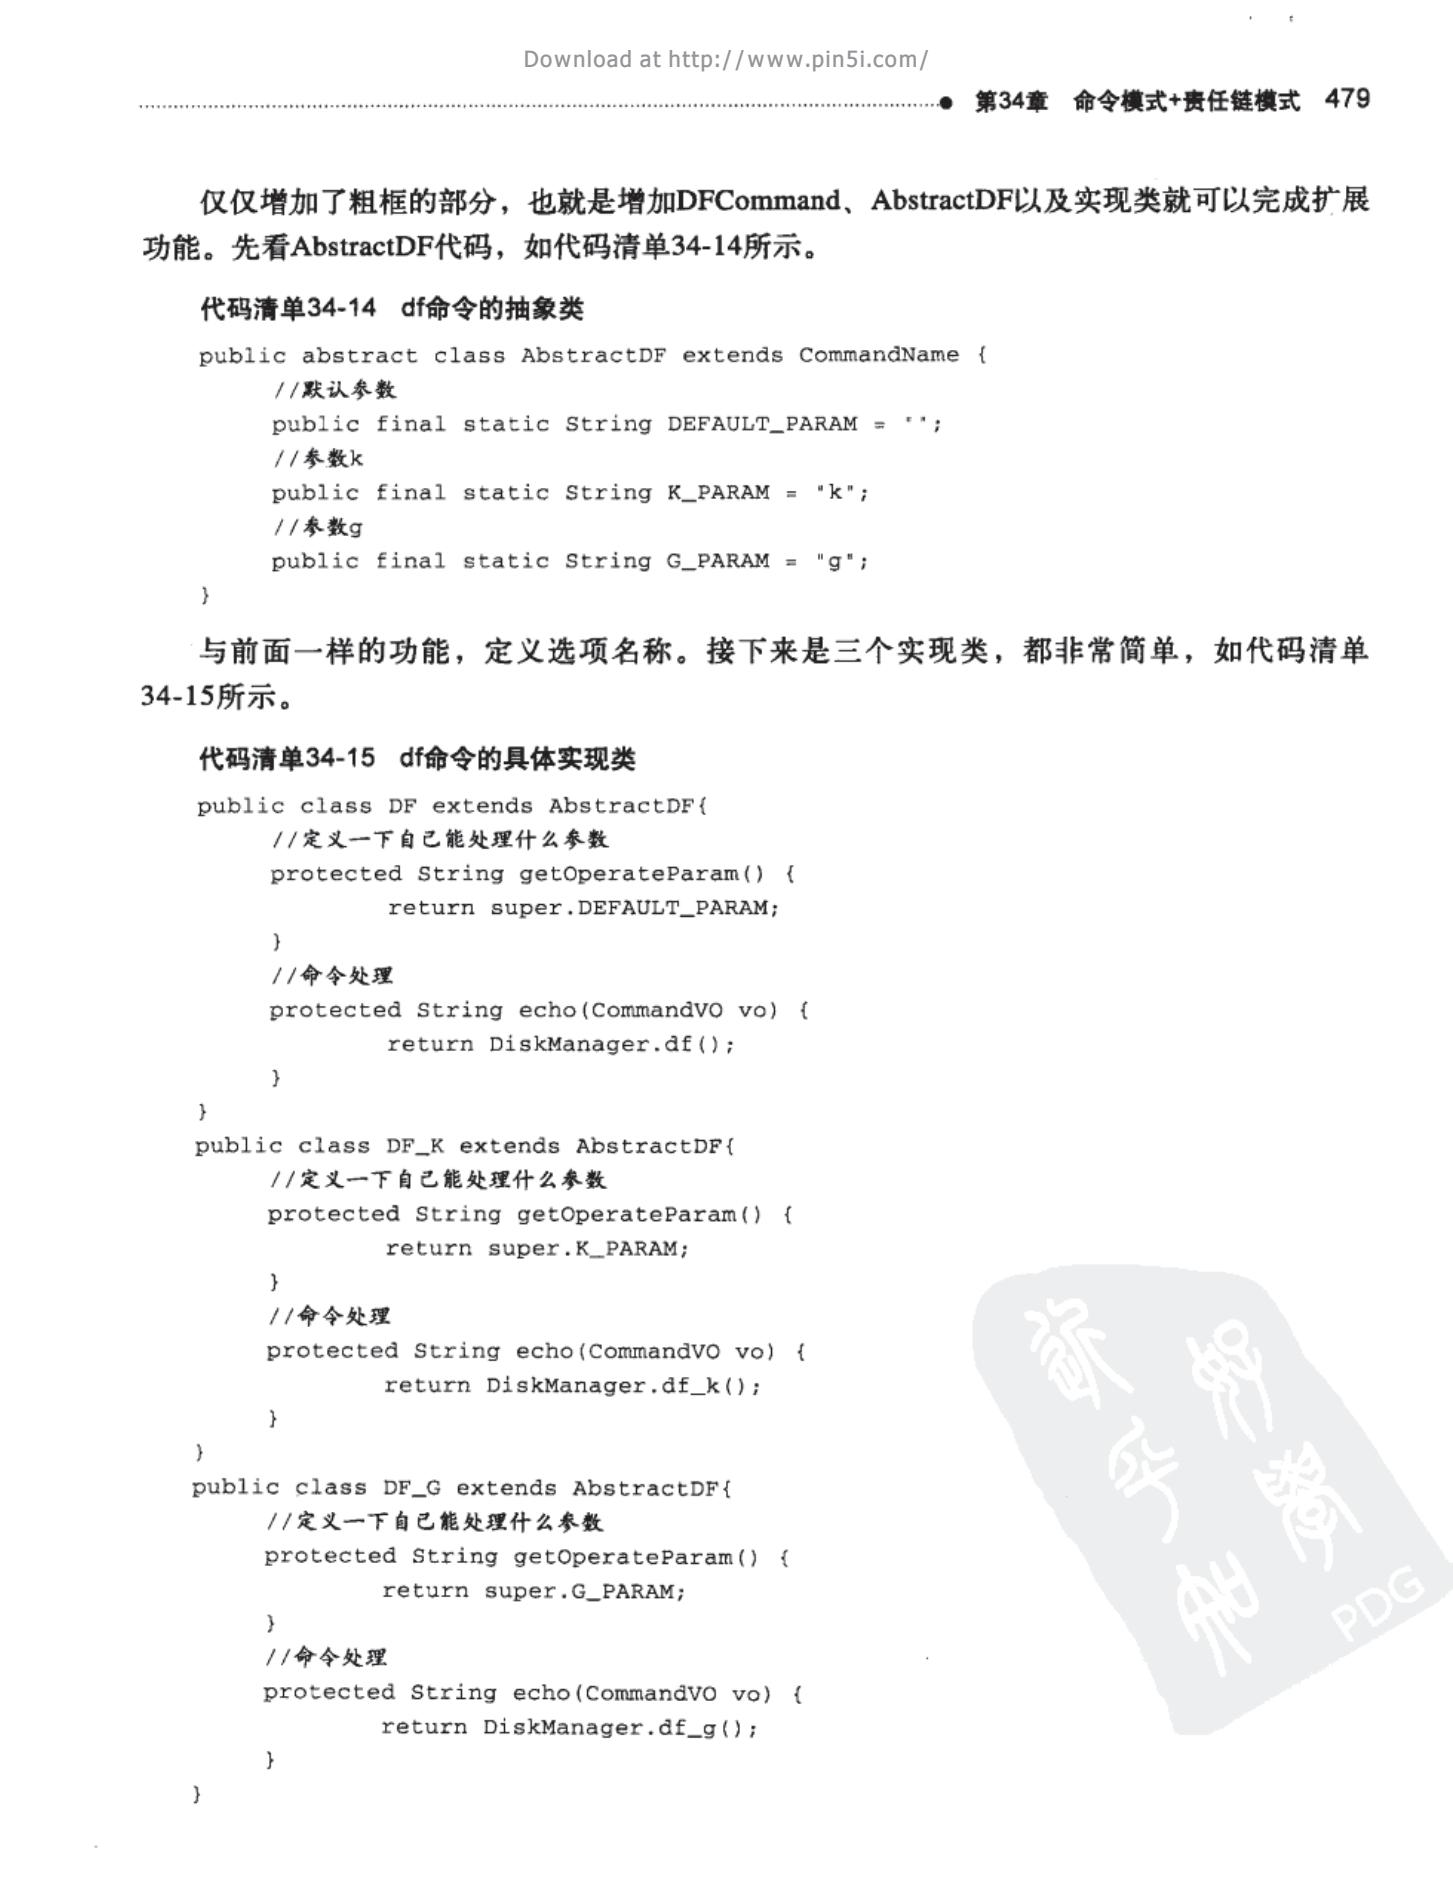 Download at http://www.pin5i.com/
第34章 命令模式+责任链模式 479
仅仅增加了粗框的部分，也就是增加DFCommand、AbstractDF以及实现类就可以完成扩展
功能。先看AbstractDF代码，如代码清单34-14所示。
代码清单34-14 df命令的抽象类
public abstract class AbstractDF extends CommandName {
//默认参数
public final static String DEFAULT_PARAM = "";
//参数k
public final static String K_PARAM = "k";
//参数g
public final static String G_PARAM = "g";
}
与前面一样的功能，定义选项名称。接下来是三个实现类，都非常简单，如代码清单
34-15所示。
代码清单34-15 df命令的具体实现类
public class DF extends AbstractDF{
//定义一下自己能处理什么参数
protected String getOperateParam() {
return super.DEFAULT_PARAM;
}
//命令处理
protected String echo(CommandVO vo) {
return DiskManager.df();
}
}
public class DF_K extends AbstractDF{
//定义一下自己能处理什么参数
protected String getOperateParam() {
return super.K_PARAM;
}
//命令处理
protected String echo(CommandVO vo) {
return DiskManager.df_k();
}
}
public class DF_G extends AbstractDF{
//定义一下自己能处理什么参数
protected String getOperateParam() {
return super.G_PARAM;
}
//命令处理
protected String echo(CommandVO vo) {
return DiskManager.df_g();
}
}
PDG